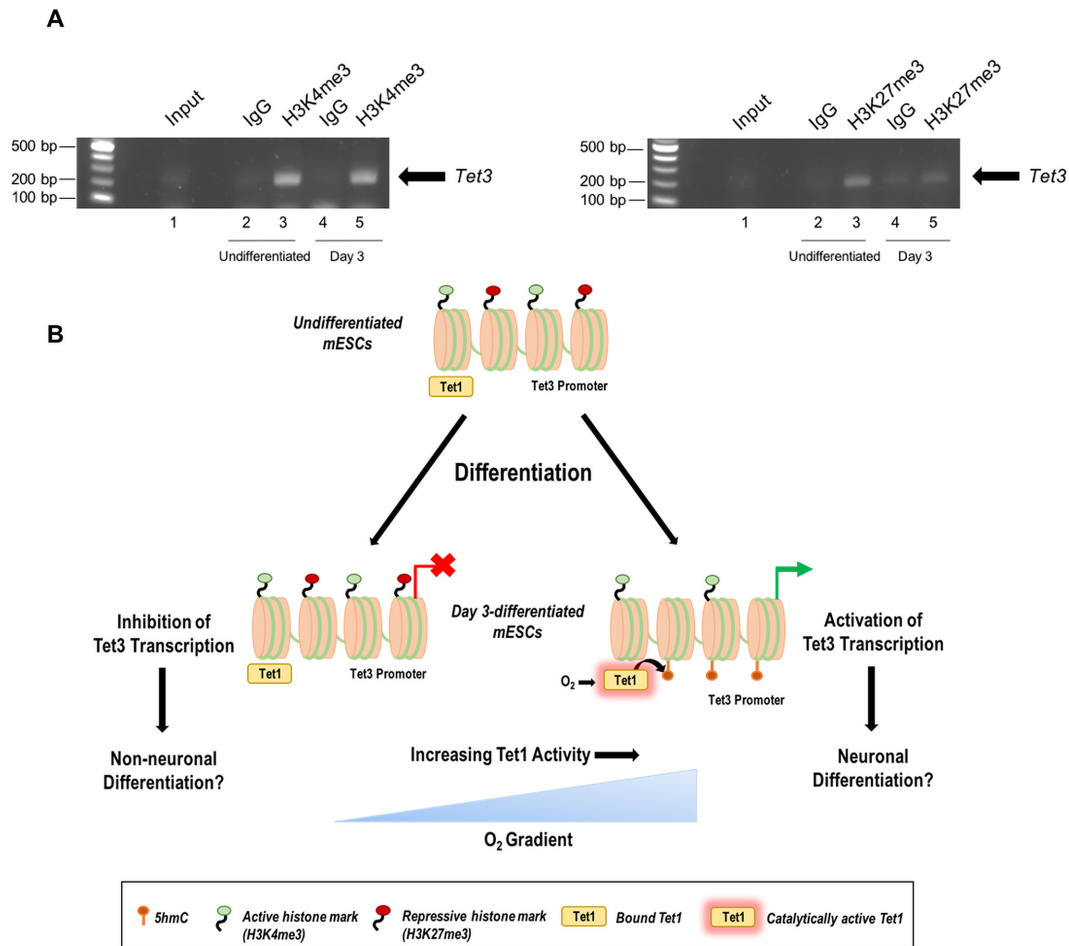 A
Input
IgG
H3K4me3
IgG
H3K4me3
500 bp
200 bp
100 bp
Tet3
1 2 3 4 5
Undifferentiated Day 3
Input
IgG
H3K27me3
IgG
H3K27me3
500 bp
200 bp
100 bp
Tet3
1 2 3 4 5
Undifferentiated Day 3
B
Undifferentiated
mESCs
Tet1
Tet3 Promoter
Differentiation
Inhibition of
Tet3 Transcription
Tet1
Tet3 Promoter
Day 3-differentiated
mESCs
O2
Tet1
Tet3 Promoter
Activation of
Tet3 Transcription
Non-neuronal
Differentiation?
Increasing Tet1 Activity
Neuronal
Differentiation?
O2 Gradient
5hmC
Active histone mark
(H3K4me3)
Repressive histone mark
(H3K27me3)
Tet1
Bound Tet1
Tet1
Catalytically active Tet1